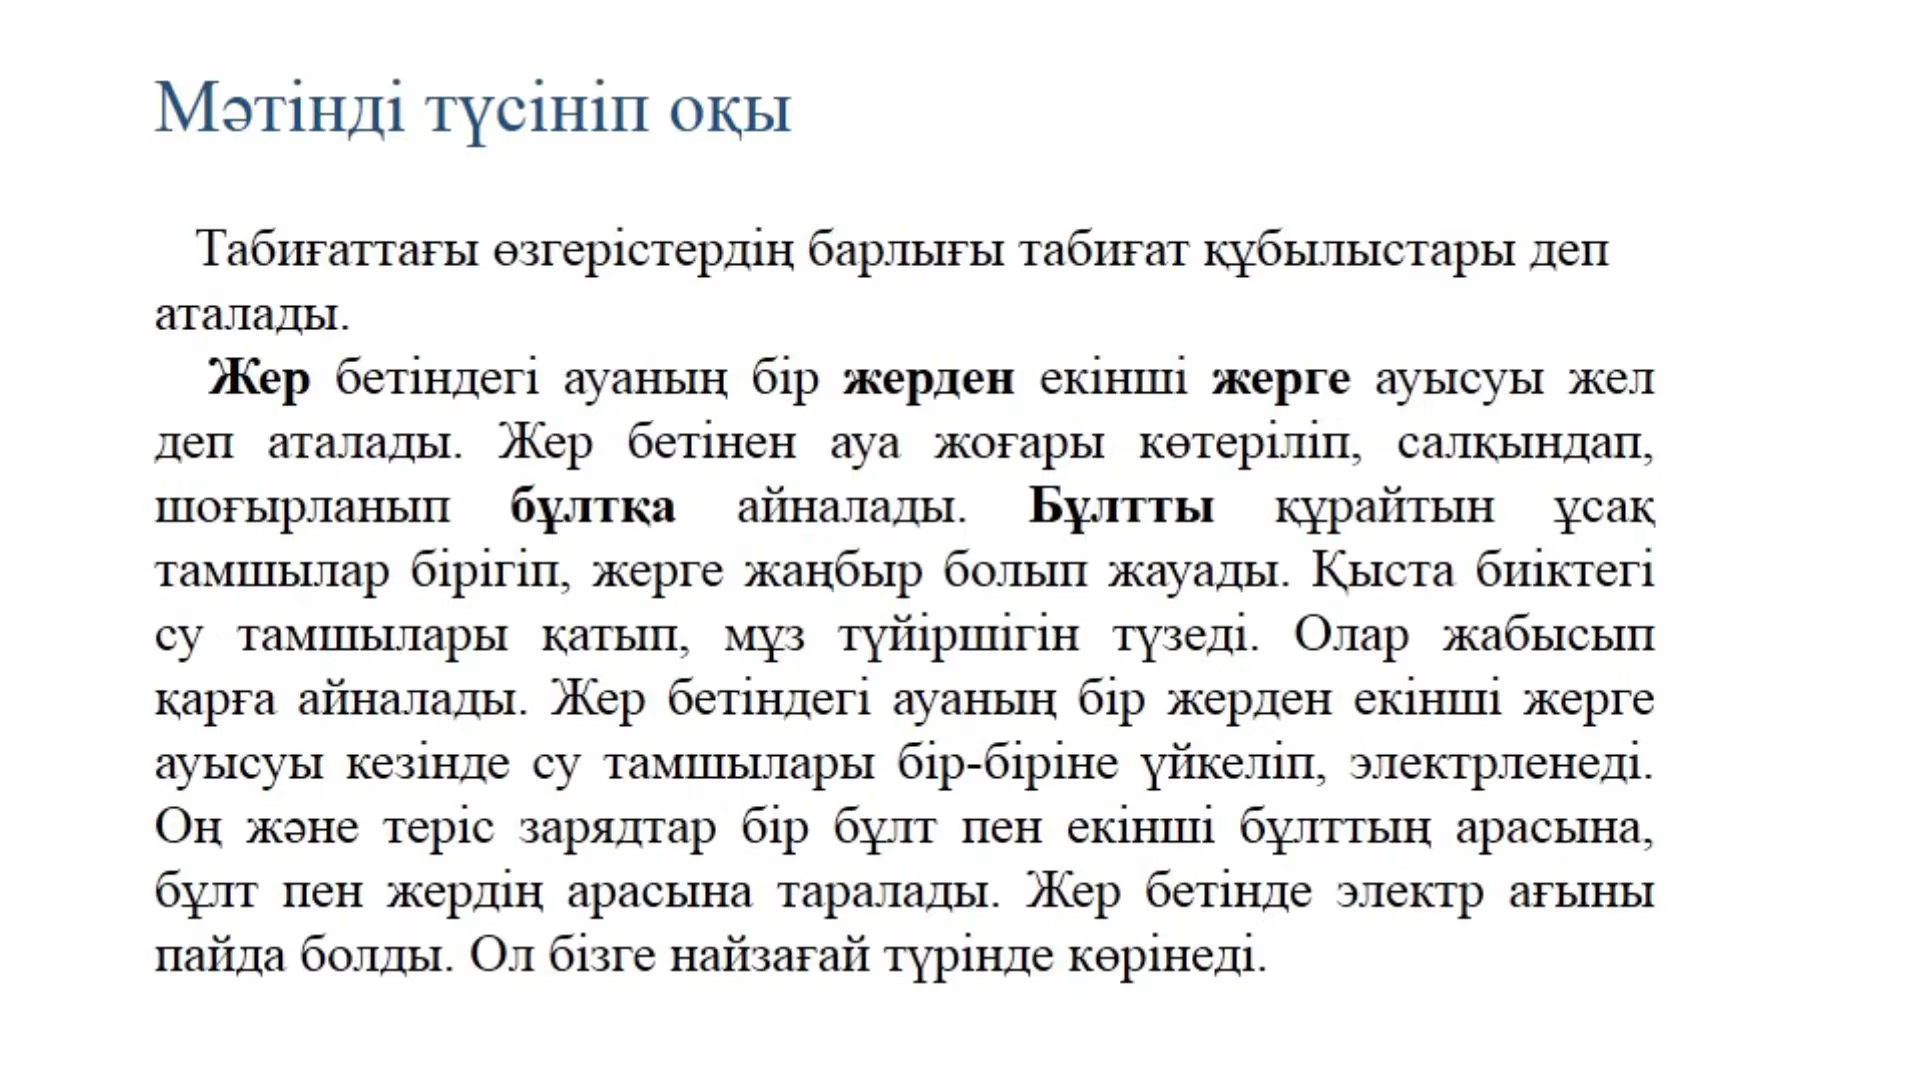 Мәтінді түсініп оқы
Табиғаттағы өзгерістердің барлығы табиғат құбылыстары деп
аталады.
Жер бетіндегі ауаның бір жерден екінші жерге ауысуы жел
деп аталады. Жер бетінен ауа жоғары көтеріліп, салқындап,
шоғырланып бұлтқа айналады. Бұлтты құрайтын ұсақ
тамшылар бірігіп, жерге жаңбыр болып жауады. Қыста биіктегі
су тамшылары қатып, мұз түйіршігін түзеді. Олар жабысып
қарға айналады. Жер бетіндегі ауаның бір жерден екінші жерге
ауысуы кезінде су тамшылары бір-біріне үйкеліп, электрленеді.
Оң және теріс зарядтар бір бұлт пен екінші бұлттың арасына,
бұлт пен жердің арасына таралады. Жер бетінде электр ағыны
пайда болды. Ол бізге найзағай түрінде көрінеді.